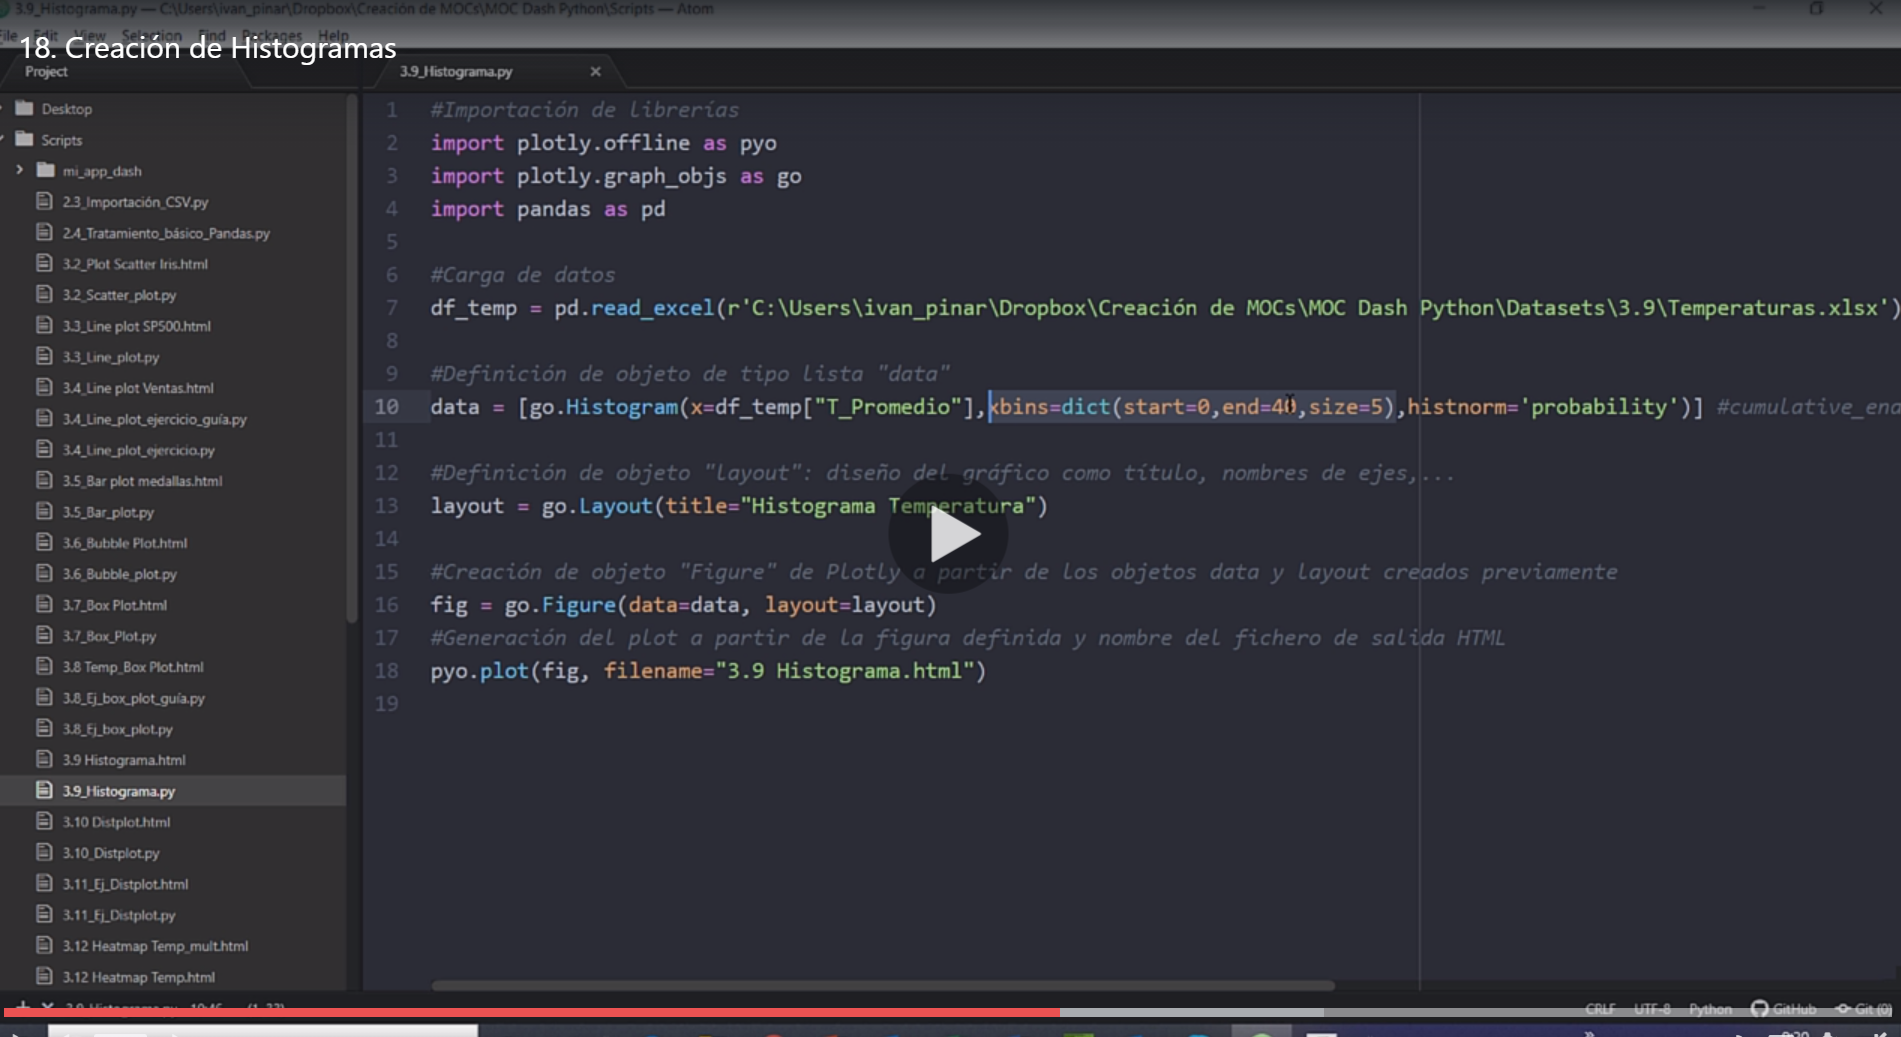 3.9_Histograma.py — C:\Users\ivan_pinar\Dropbox\Creación de MOCs\MOC Dash Python\Scripts — Atom
File Edit View Selection Find Packages Help
18. Creación de Histogramas
Project
3.9_Histograma.py
Desktop
Scripts
mi_app_dash
2.3_Importación_CSV.py
2.4_Tratamiento_básico_Pandas.py
3.2_Plot Scatter Iris.html
3.2_Scatter_plot.py
3.3_Line plot SP500.html
3.3_Line_plot.py
3.4_Line plot Ventas.html
3.4_Line_plot_ejercicio_guía.py
3.4_Line_plot_ejercicio.py
3.5_Bar plot medallas.html
3.5_Bar_plot.py
3.6_Bubble Plot.html
3.6_Bubble_plot.py
3.7_Box Plot.html
3.7_Box_Plot.py
3.8 Temp_Box Plot.html
3.8_Ej_box_plot_guía.py
3.8_Ej_box_plot.py
3.9 Histograma.html
3.9_Histograma.py
3.10 Distplot.html
3.10_Distplot.py
3.11_Ej_Distplot.html
3.11_Ej_Distplot.py
3.12 Heatmap Temp_mult.html
3.12 Heatmap Temp.html
1 #Importación de librerías
2 import plotly.offline as pyo
3 import plotly.graph_objs as go
4 import pandas as pd
5
6 #Carga de datos
7 df_temp = pd.read_excel(r'C:\Users\ivan_pinar\Dropbox\Creación de MOCs\MOC Dash Python\Datasets\3.9\Temperaturas.xlsx')
8
9 #Definición de objeto de tipo lista "data"
10 data = [go.Histogram(x=df_temp["T_Promedio"],xbins=dict(start=0,end=40,size=5),histnorm='probability')] #cumulative_ena
11
12 #Definición de objeto "layout": diseño del gráfico como título, nombres de ejes,...
13 layout = go.Layout(title="Histograma Temperatura")
14
15 #Creación de objeto "Figure" de Plotly a partir de los objetos data y layout creados previamente
16 fig = go.Figure(data=data, layout=layout)
17 #Generación del plot a partir de la figura definida y nombre del fichero de salida HTML
18 pyo.plot(fig, filename="3.9 Histograma.html")
19
CRLF UTF-8 Python GitHub Git (0)